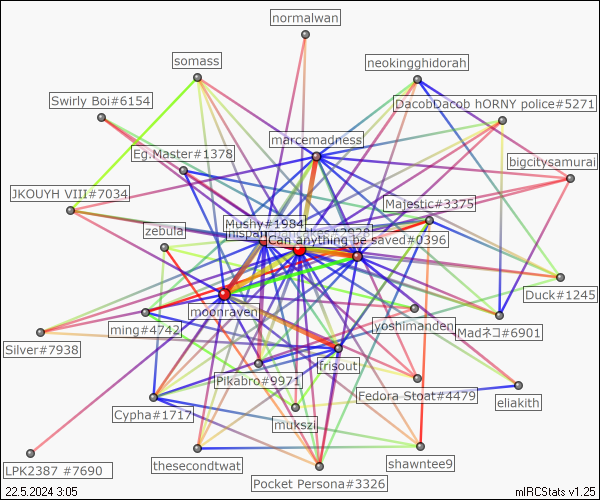 normalwan
somass
neokingghidorah
Swirly Boi#6154
DacobDacob hORNY police#5271
marcemadness
Eg.Master#1378
bigcitysamurai
JKOUYH VIII#7034
Majestic#3375
Mushy#1984
zebula
Can anything be saved#0396
Duck#1245
moonraven
ming#4742
yoshimanden
Madネコ#6901
Silver#7938
frisout
Pikabro#9971
Fedora Stoat#4479
eliakith
Cypha#1717
mukszi
LPK2387 #7690
thesecondtwat
shawntee9
Pocket Persona#3326
22.5.2024 3:05
mIRCStats v1.25